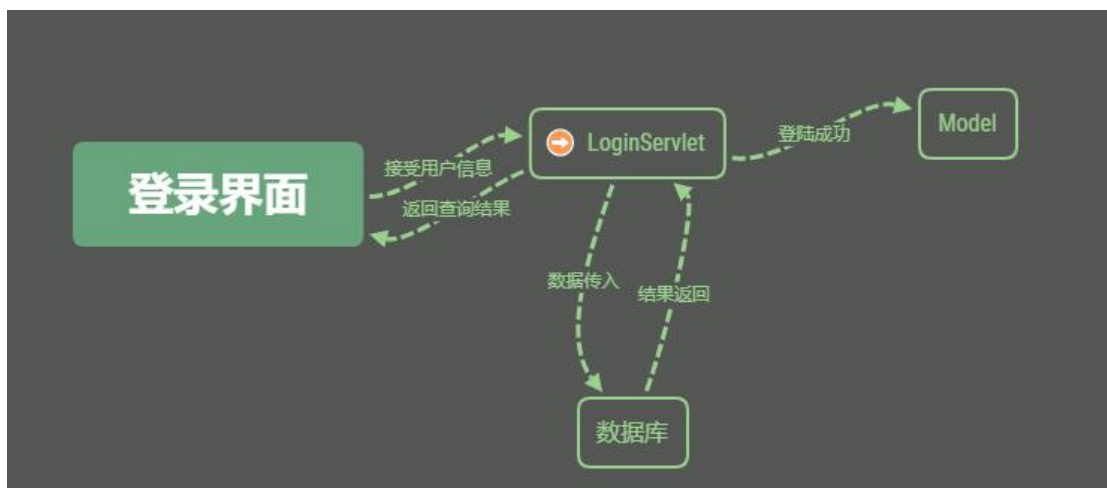 登录界面
接受用户信息
返回查询结果
LoginServlet
登陆成功
Model
数据传入
结果返回
数据库